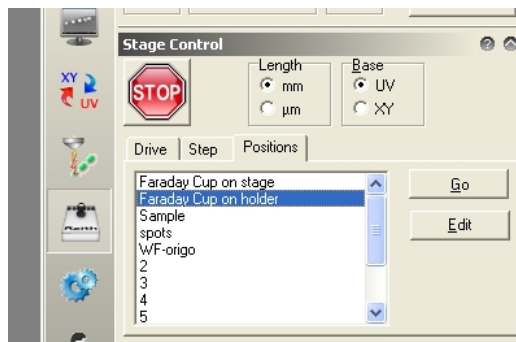 Stage Control
XY
UV
STOP
Length
mm
µm
Base
UV
XY
Drive
Step
Positions
Faraday Cup on stage
Faraday Cup on holder
Sample
spots
WF-origo
2
3
4
5
Go
Edit
Raith